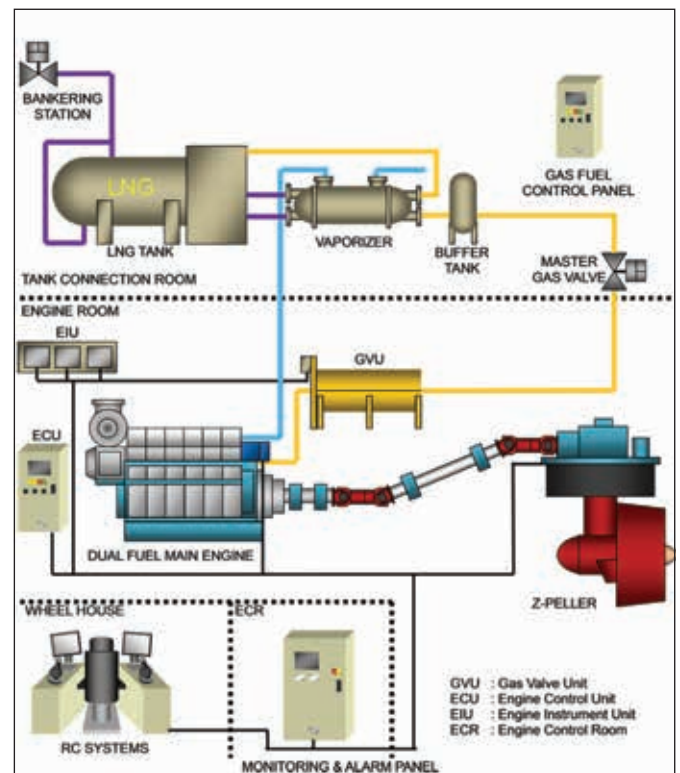 BANKERING
STATION
LNG
LNG TANK
VAPORIZER
BUFFER
TANK
GAS FUEL
CONTROL PANEL
MASTER
GAS VALVE
TANK CONNECTION ROOM
ENGINE ROOM
EIU
GVU
ECU
DUAL FUEL MAIN ENGINE
Z-PELLER
WHEEL HOUSE
ECR
RC SYSTEMS
MONITORING & ALARM PANEL
GVU : Gas Valve Unit
ECU : Engine Control Unit
EIU : Engine Instrument Unit
ECR : Engine Control Room